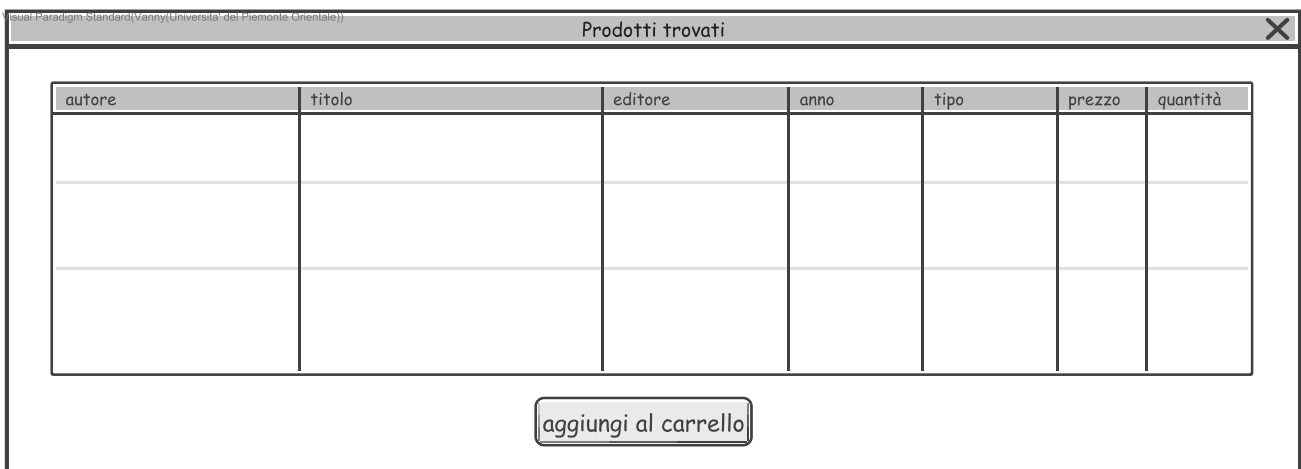 Visual Paradigm Standard(Vanny(Universita' del Piemonte Orientale))
Prodotti trovati
autore titolo editore anno tipo prezzo quantità
aggiungi al carrello